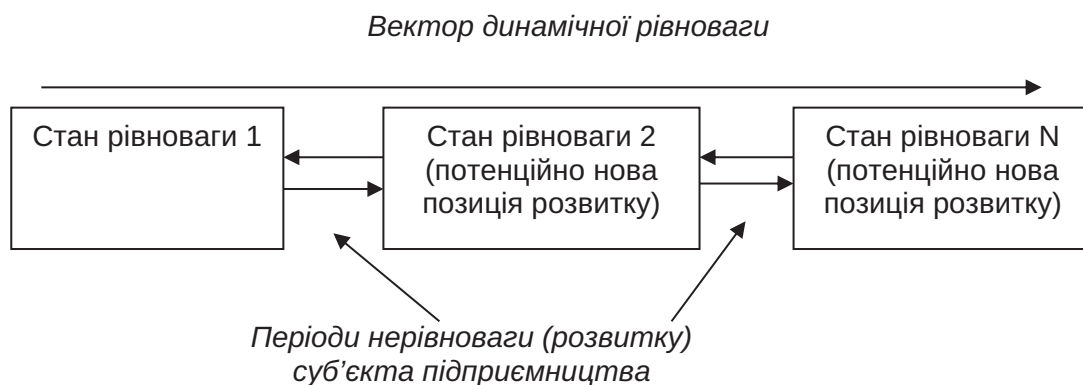 Вектор динамічної рівноваги
Стан рівноваги 1
Стан рівноваги 2
(потенційно нова
позиція розвитку)
Стан рівноваги N
(потенційно нова
позиція розвитку)
Періоди нерівноваги (розвитку)
суб’єкта підприємництва